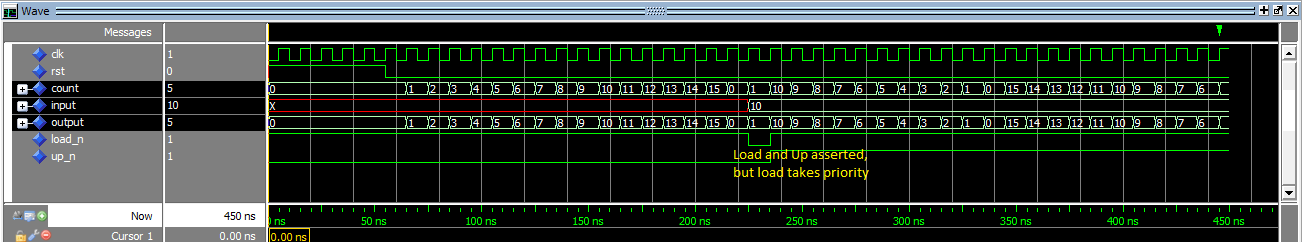 Wave
Messages
clk 1
rst 0
count 5 0 1 2 3 4 5 6 7 8 9 10 11 12 13 14 15 0 1 10 9 8 7 6 5 4 3 2 1 0 15 14 13 12 11 10 9 8 7 6
input 10 X 10
output 5 0 1 2 3 4 5 6 7 8 9 10 11 12 13 14 15 0 1 10 9 8 7 6 5 4 3 2 1 0 15 14 13 12 11 10 9 8 7 6
load_n 1
up_n 1
Load and Up asserted,
but load takes priority
Now 450 ns 0 ns 50 ns 100 ns 150 ns 200 ns 250 ns 300 ns 350 ns 400 ns 450 ns
Cursor 1 0.00 ns 0.00 ns